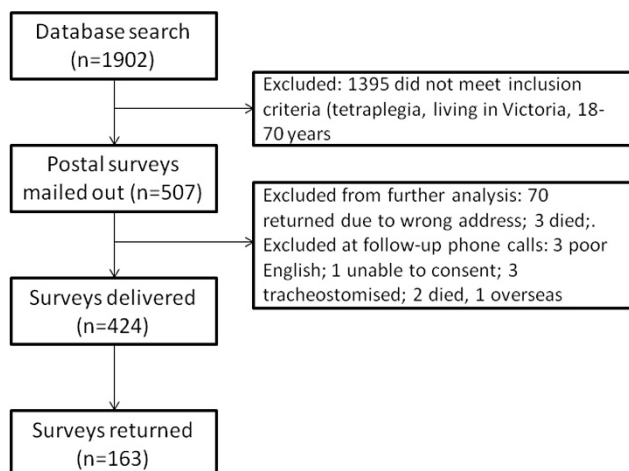 Database search
(n=1902)
Excluded: 1395 did not meet inclusion
criteria (tetraplegia, living in Victoria, 18-
70 years
Postal surveys
mailed out (n=507)
Excluded from further analysis: 70
returned due to wrong address; 3 died;.
Excluded at follow-up phone calls: 3 poor
English; 1 unable to consent; 3
tracheostomised; 2 died, 1 overseas
Surveys delivered
(n=424)
Surveys returned
(n=163)